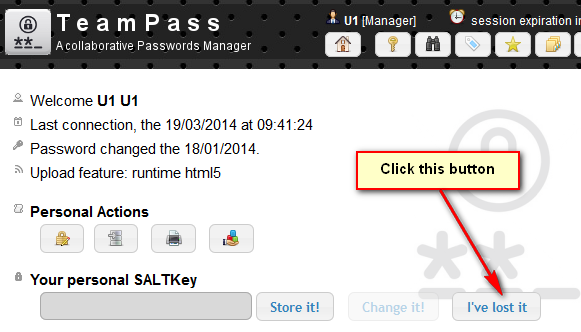 TeamPass
A collaborative Passwords Manager
U1 [Manager] session expiration in
Welcome U1 U1
Last connection, the 19/03/2014 at 09:41:24
Password changed the 18/01/2014.
Upload feature: runtime html5
Click this button
Personal Actions
Your personal SALTKey
Store it! Change it! I've lost it